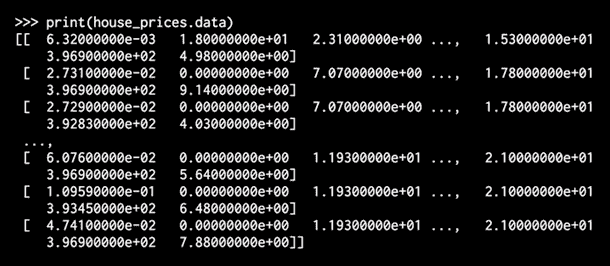 >>> print(house_prices.data)
[[ 6.32000000e-03 1.80000000e+01 2.31000000e+00 ..., 1.53000000e+01
3.96900000e+02 4.98000000e+00]
[ 2.73100000e-02 0.00000000e+00 7.07000000e+00 ..., 1.78000000e+01
3.96900000e+02 9.14000000e+00]
[ 2.72900000e-02 0.00000000e+00 7.07000000e+00 ..., 1.78000000e+01
3.92830000e+02 4.03000000e+00]
...,
[ 6.07600000e-02 0.00000000e+00 1.19300000e+01 ..., 2.10000000e+01
3.96900000e+02 5.64000000e+00]
[ 1.09590000e-01 0.00000000e+00 1.19300000e+01 ..., 2.10000000e+01
3.93450000e+02 6.48000000e+00]
[ 4.74100000e-02 0.00000000e+00 1.19300000e+01 ..., 2.10000000e+01
3.96900000e+02 7.88000000e+00]]